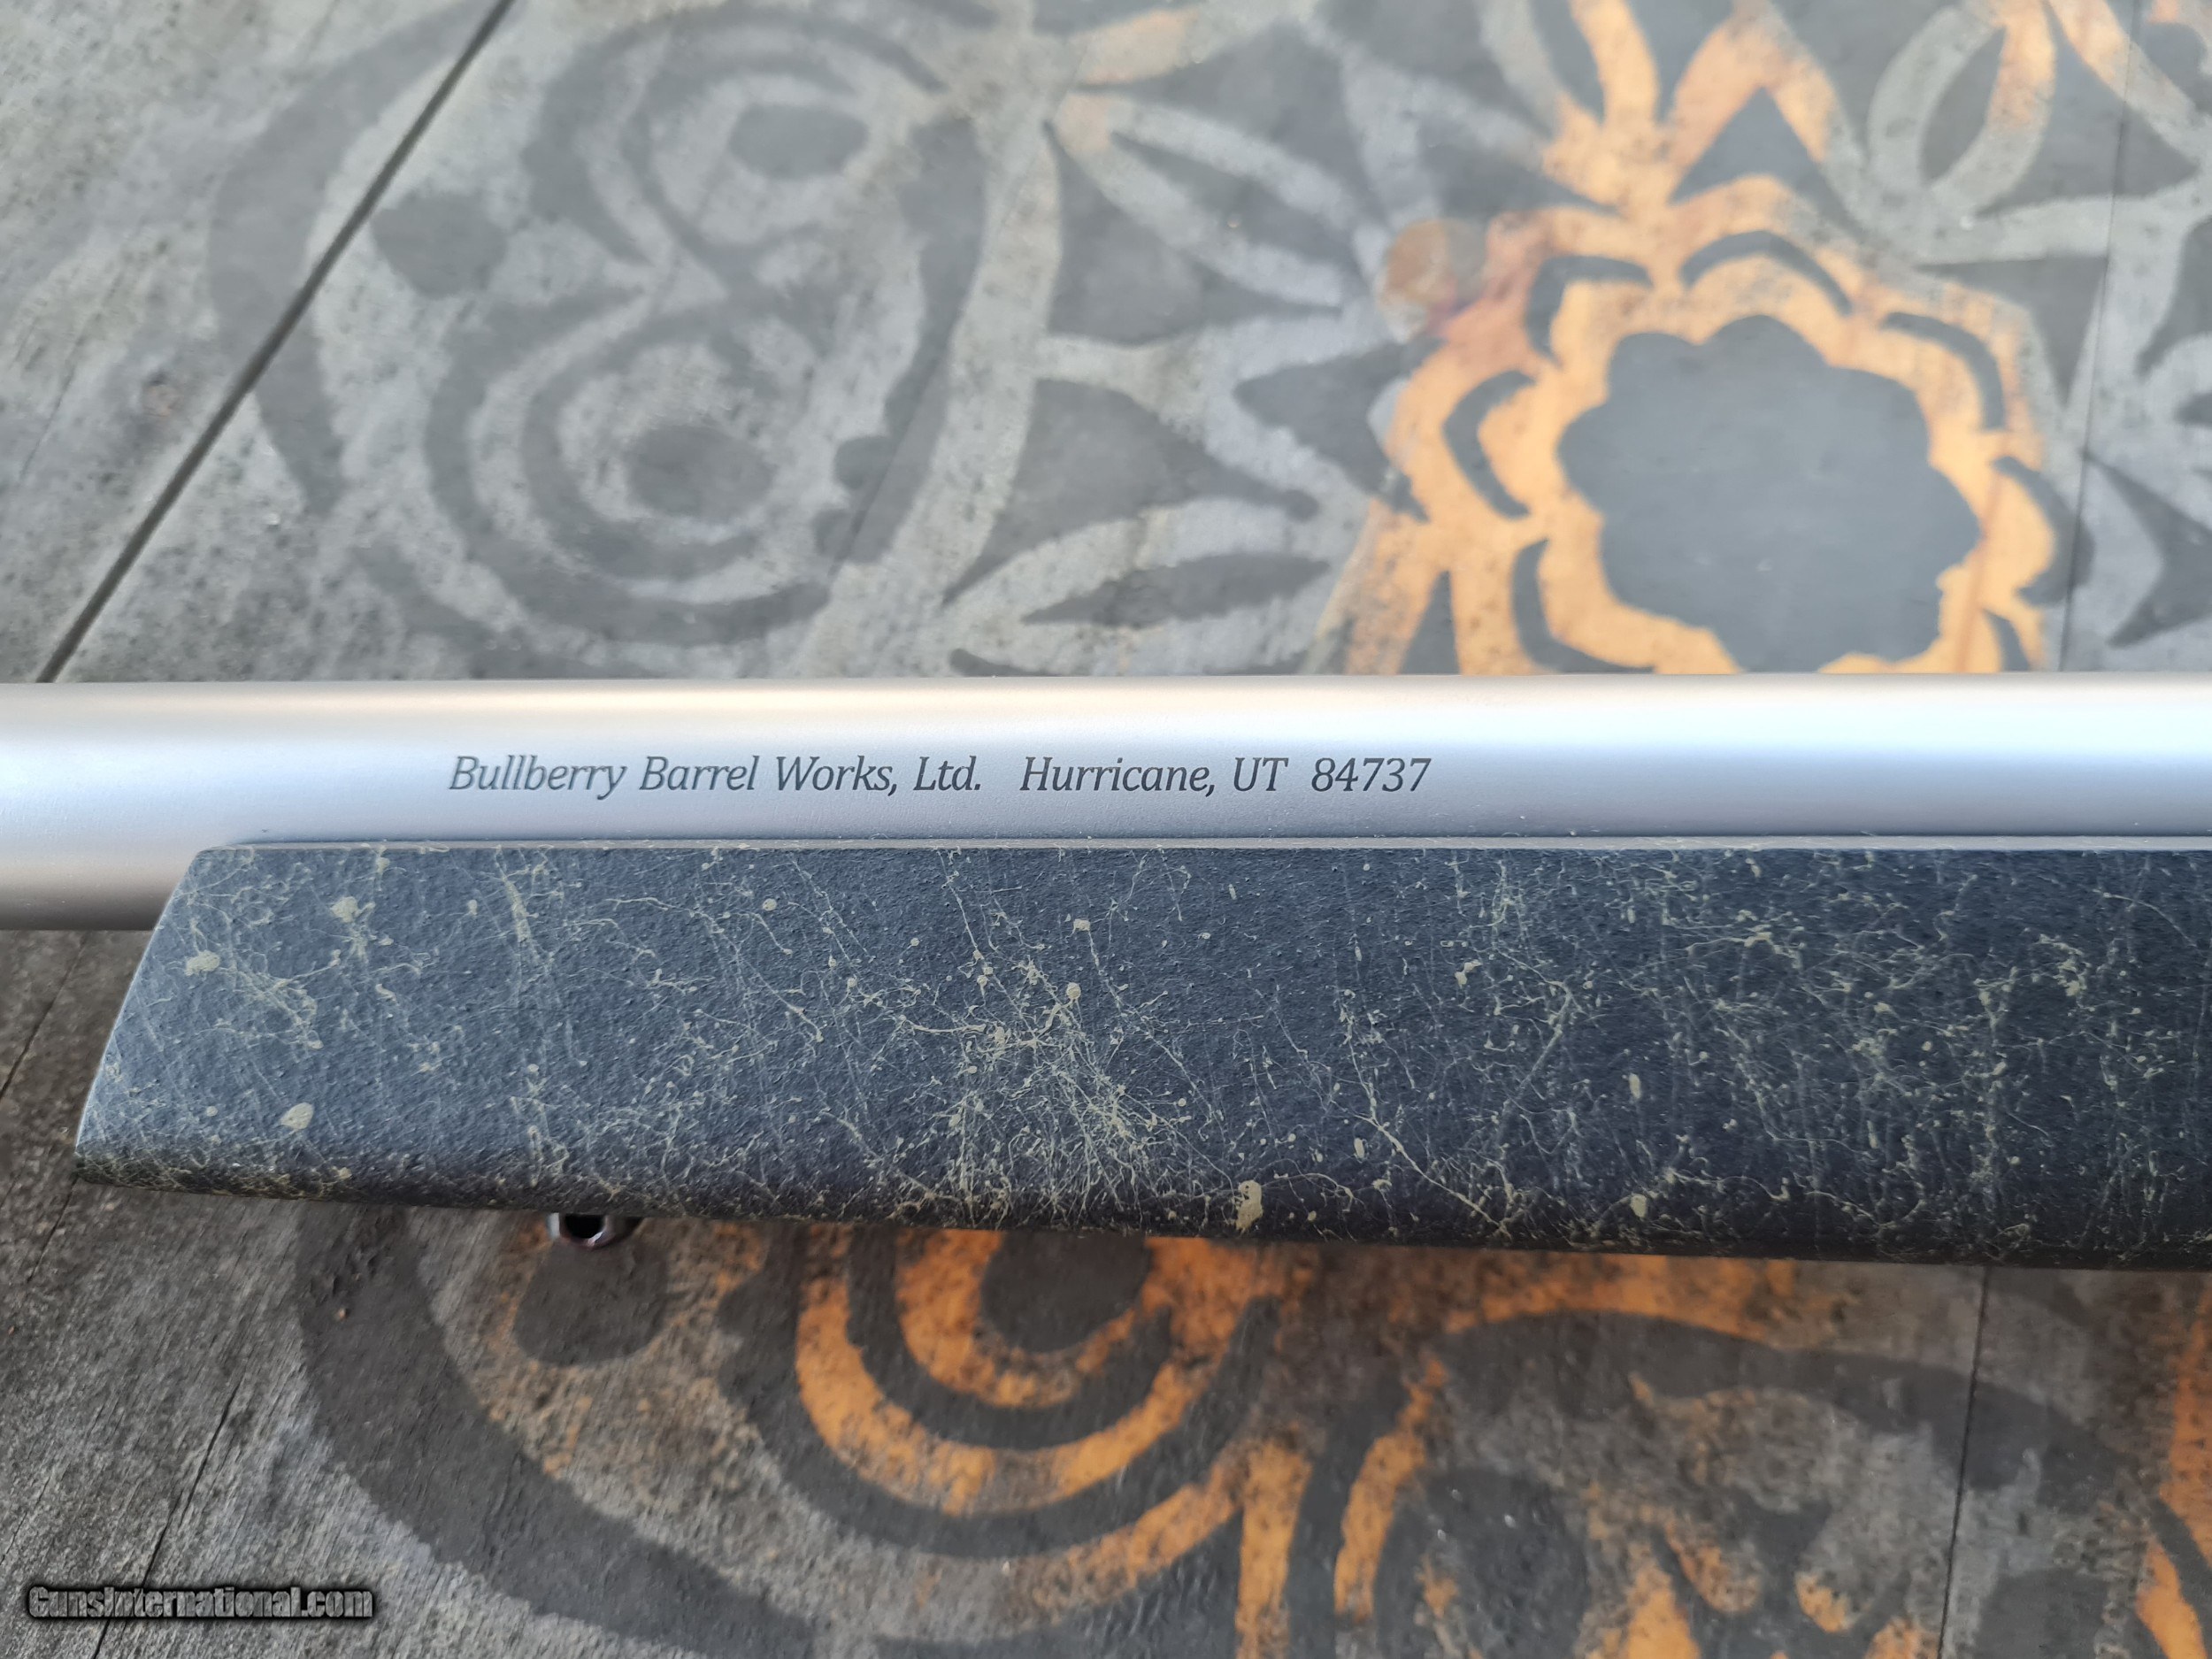 Bullberry Barrel Works, Ltd. Hurricane, UT 84737
GunsInternational.com